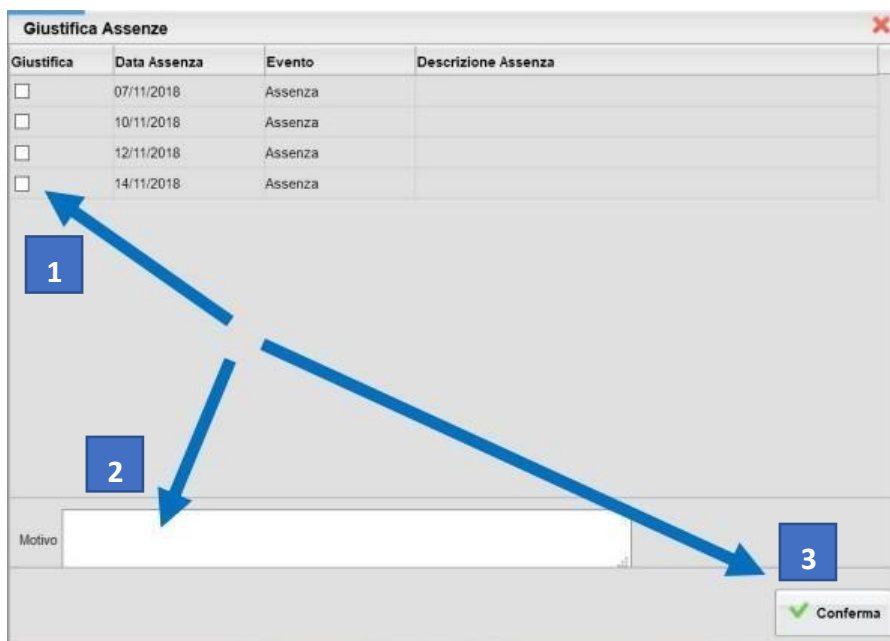 Giustifica Assenze
Giustifica Data Assenza Evento Descrizione Assenza
07/11/2018 Assenza
10/11/2018 Assenza
12/11/2018 Assenza
14/11/2018 Assenza
1
2
Motivo
3
Conferma